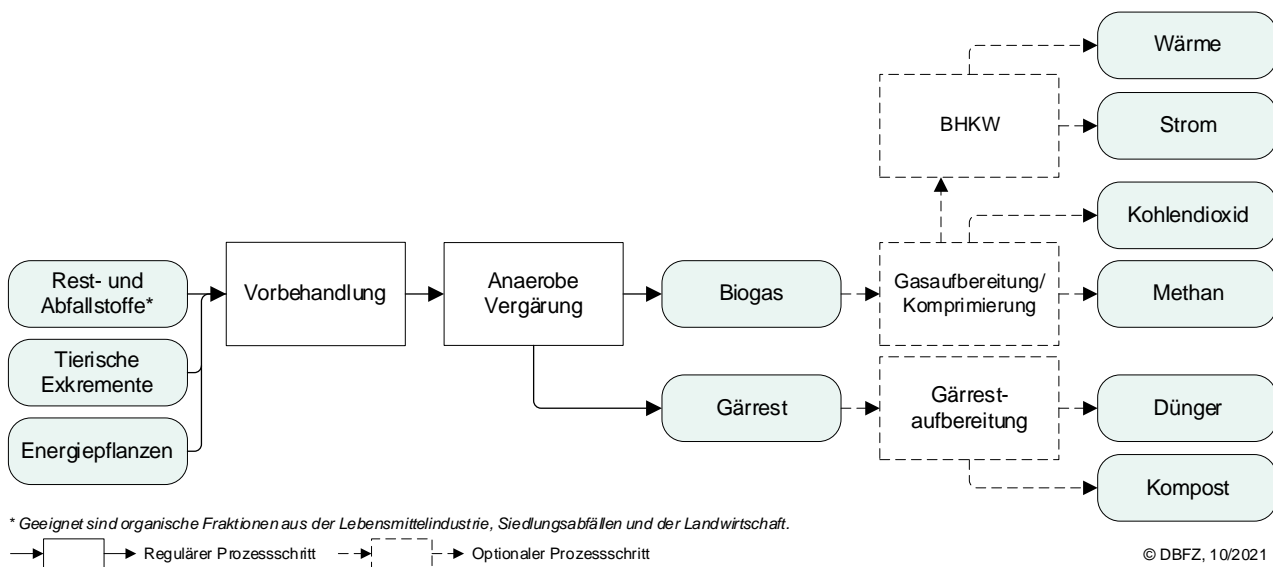 Wärme
BHKW
Strom
Kohlendioxid
Rest- und
Abfallstoffe*
Vorbehandlung
Anaerobe
Vergärung
Biogas
Gasaufbereitung/
Komprimierung
Methan
Tierische
Exkremente
Energiepflanzen
Gärrest
Gärrest-
aufbereitung
Dünger
Kompost
* Geeignet sind organische Fraktionen aus der Lebensmittelindustrie, Siedlungsabfällen und der Landwirtschaft.
Regulärer Prozessschritt
Optionaler Prozessschritt
© DBFZ, 10/2021